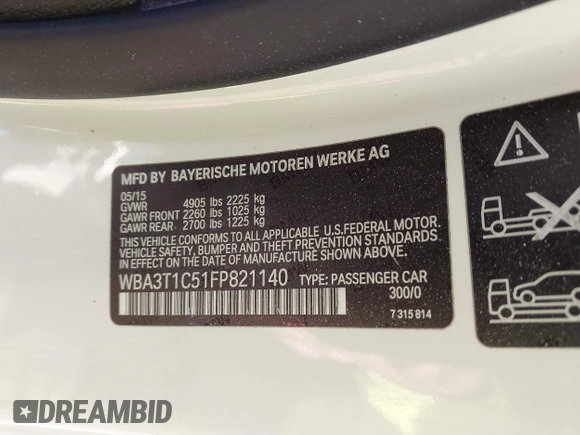 MFD BY BAYERISCHE MOTOREN WERKE AG
05/15
GVWR 4905 lbs 2225 kg
GAWR FRONT 2260 lbs 1025 kg
GAWR REAR 2700 lbs 1225 kg
THIS VEHICLE CONFORMS TO ALL APPLICABLE U.S.FEDERAL MOTOR.
VEHICLE SAFETY, BUMPER AND THEFT PREVENTION STANDARDS
IN EFFECT ON THE DATE OF MANUFACTURE SHOWN ABOVE.
WBA3T1C51FP821140 TYPE: PASSENGER CAR
300/0
7 315 814
DREAMBID